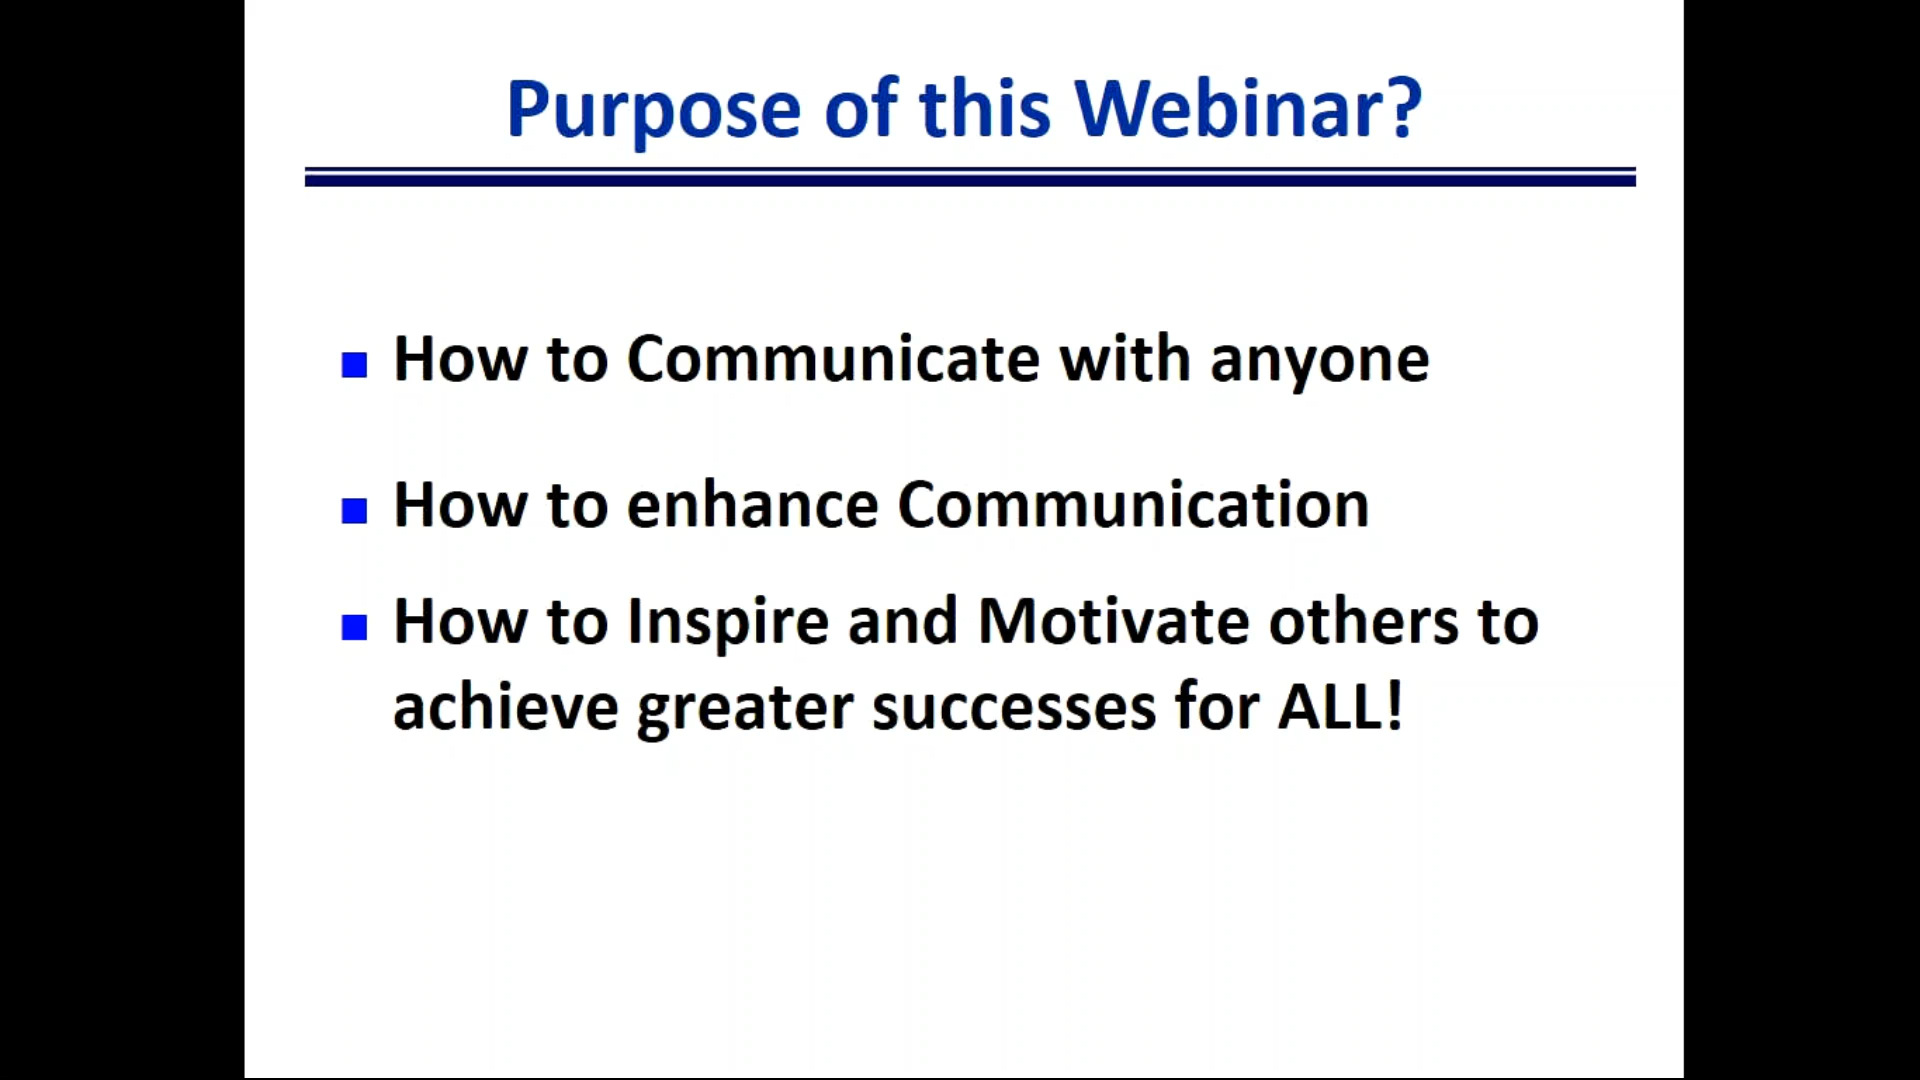 Purpose of this Webinar?
How to Communicate with anyone
How to enhance Communication
How to Inspire and Motivate others to
achieve greater successes for ALL!